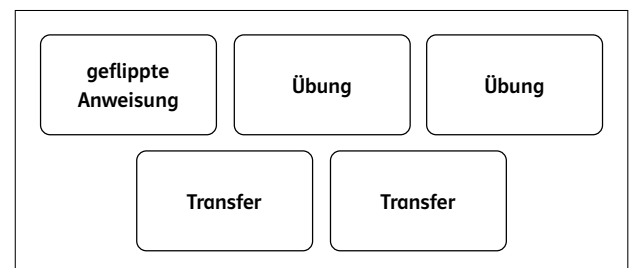 geflippte
Anweisung
Übung
Übung
Transfer
Transfer